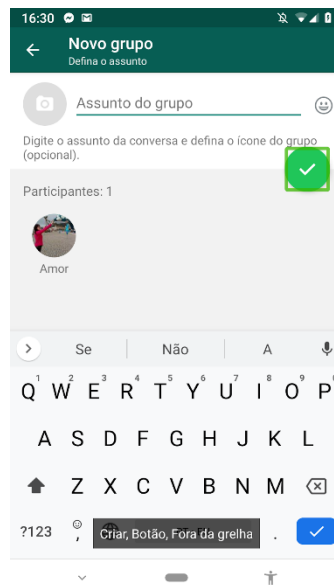 16:30
Novo grupo
Defina o assunto
Assunto do grupo
Digite o assunto da conversa e defina o ícone do grupo
(opcional).
Participantes: 1
Amor
Se Não A
1 2 3 4 5 6 7 8 9
Q W E R T Y U I O P
A S D F G H J K L
Z X C V B N M
?123 , .
Criar, Botão, Fora da grelha